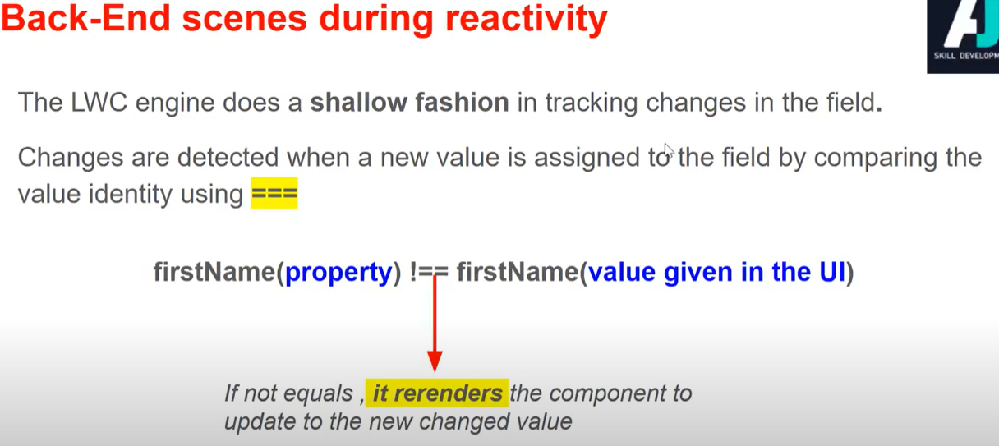 Back-End scenes during reactivity
SKILL DEVELOPM
The LWC engine does a shallow fashion in tracking changes in the field.
Changes are detected when a new value is assigned to the field by comparing the
value identity using ===
firstName(property) !== firstName(value given in the UI)
If not equals , it rerenders the component to
update to the new changed value